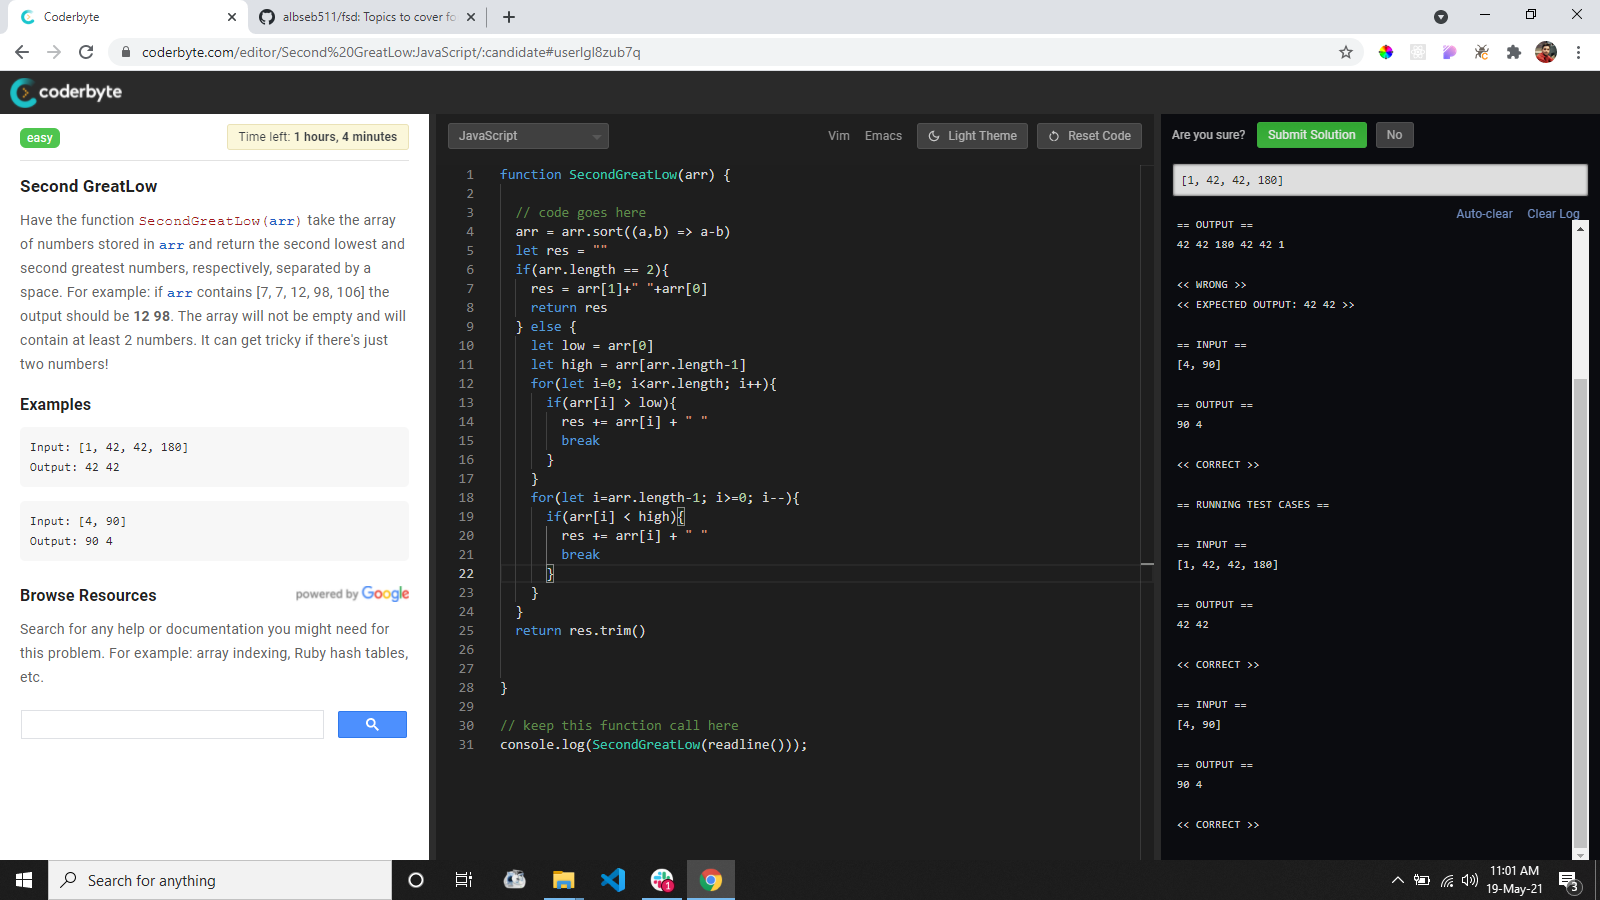 Coderbyte
albseb511/fsd: Topics to cover fo
coderbyte.com/editor/Second%20GreatLow:JavaScript/:candidate#userlgl8zub7q
coderbyte
easy
Time left: 1 hours, 4 minutes
Second GreatLow
Have the function SecondGreatLow(arr) take the array
of numbers stored in arr and return the second lowest and
second greatest numbers, respectively, separated by a
space. For example: if arr contains [7, 7, 12, 98, 106] the
output should be 12 98. The array will not be empty and will
contain at least 2 numbers. It can get tricky if there's just
two numbers!
Examples
Input: [1, 42, 42, 180]
Output: 42 42
Input: [4, 90]
Output: 90 4
Browse Resources
powered by Google
Search for any help or documentation you might need for
this problem. For example: array indexing, Ruby hash tables,
etc.
JavaScript
Vim
Emacs
Light Theme
Reset Code
1 function SecondGreatLow(arr) {
2
3 // code goes here
4 arr = arr.sort((a,b) => a-b)
5 let res = ""
6 if(arr.length == 2){
7 res = arr[1]+" "+arr[0]
8 return res
9 } else {
10 let low = arr[0]
11 let high = arr[arr.length-1]
12 for(let i=0; i<arr.length; i++){
13 if(arr[i] > low){
14 res += arr[i] + " "
15 break
16 }
17 }
18 for(let i=arr.length-1; i>=0; i--){
19 if(arr[i] < high){
20 res += arr[i] + " "
21 break
22 }
23 }
24 }
25 return res.trim()
26
27
28 }
29
30 // keep this function call here
31 console.log(SecondGreatLow(readline()));
Are you sure?
Submit Solution
No
[1, 42, 42, 180]
Auto-clear
Clear Log
== OUTPUT ==
42 42 180 42 42 1
<< WRONG >>
<< EXPECTED OUTPUT: 42 42 >>
== INPUT ==
[4, 90]
== OUTPUT ==
90 4
<< CORRECT >>
== RUNNING TEST CASES ==
== INPUT ==
[1, 42, 42, 180]
== OUTPUT ==
42 42
<< CORRECT >>
== INPUT ==
[4, 90]
== OUTPUT ==
90 4
<< CORRECT >>
Search for anything
1
11:01 AM
19-May-21
3